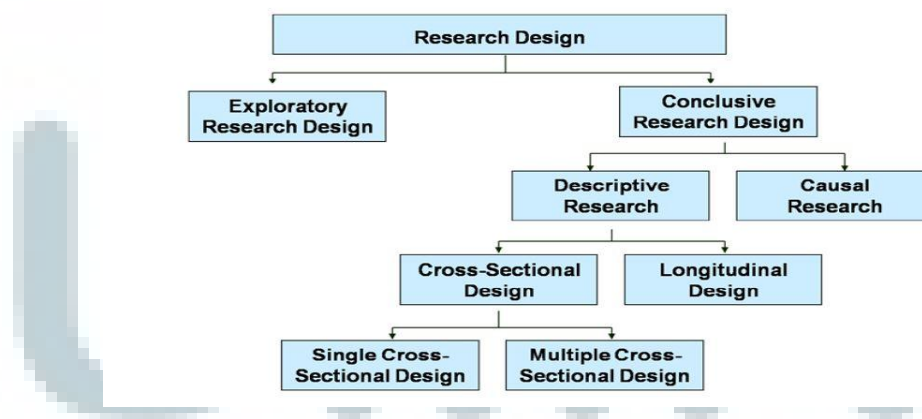 Research Design
Exploratory
Research Design
Conclusive
Research Design
Descriptive
Research
Causal
Research
Cross-Sectional
Design
Longitudinal
Design
Single Cross-
Sectional Design
Multiple Cross-
Sectional Design